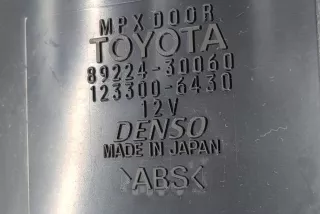 MPX DOOR
TOYOTA
89224-30060
123300-6430
12V
DENSO
MADE IN JAPAN
>ABS<